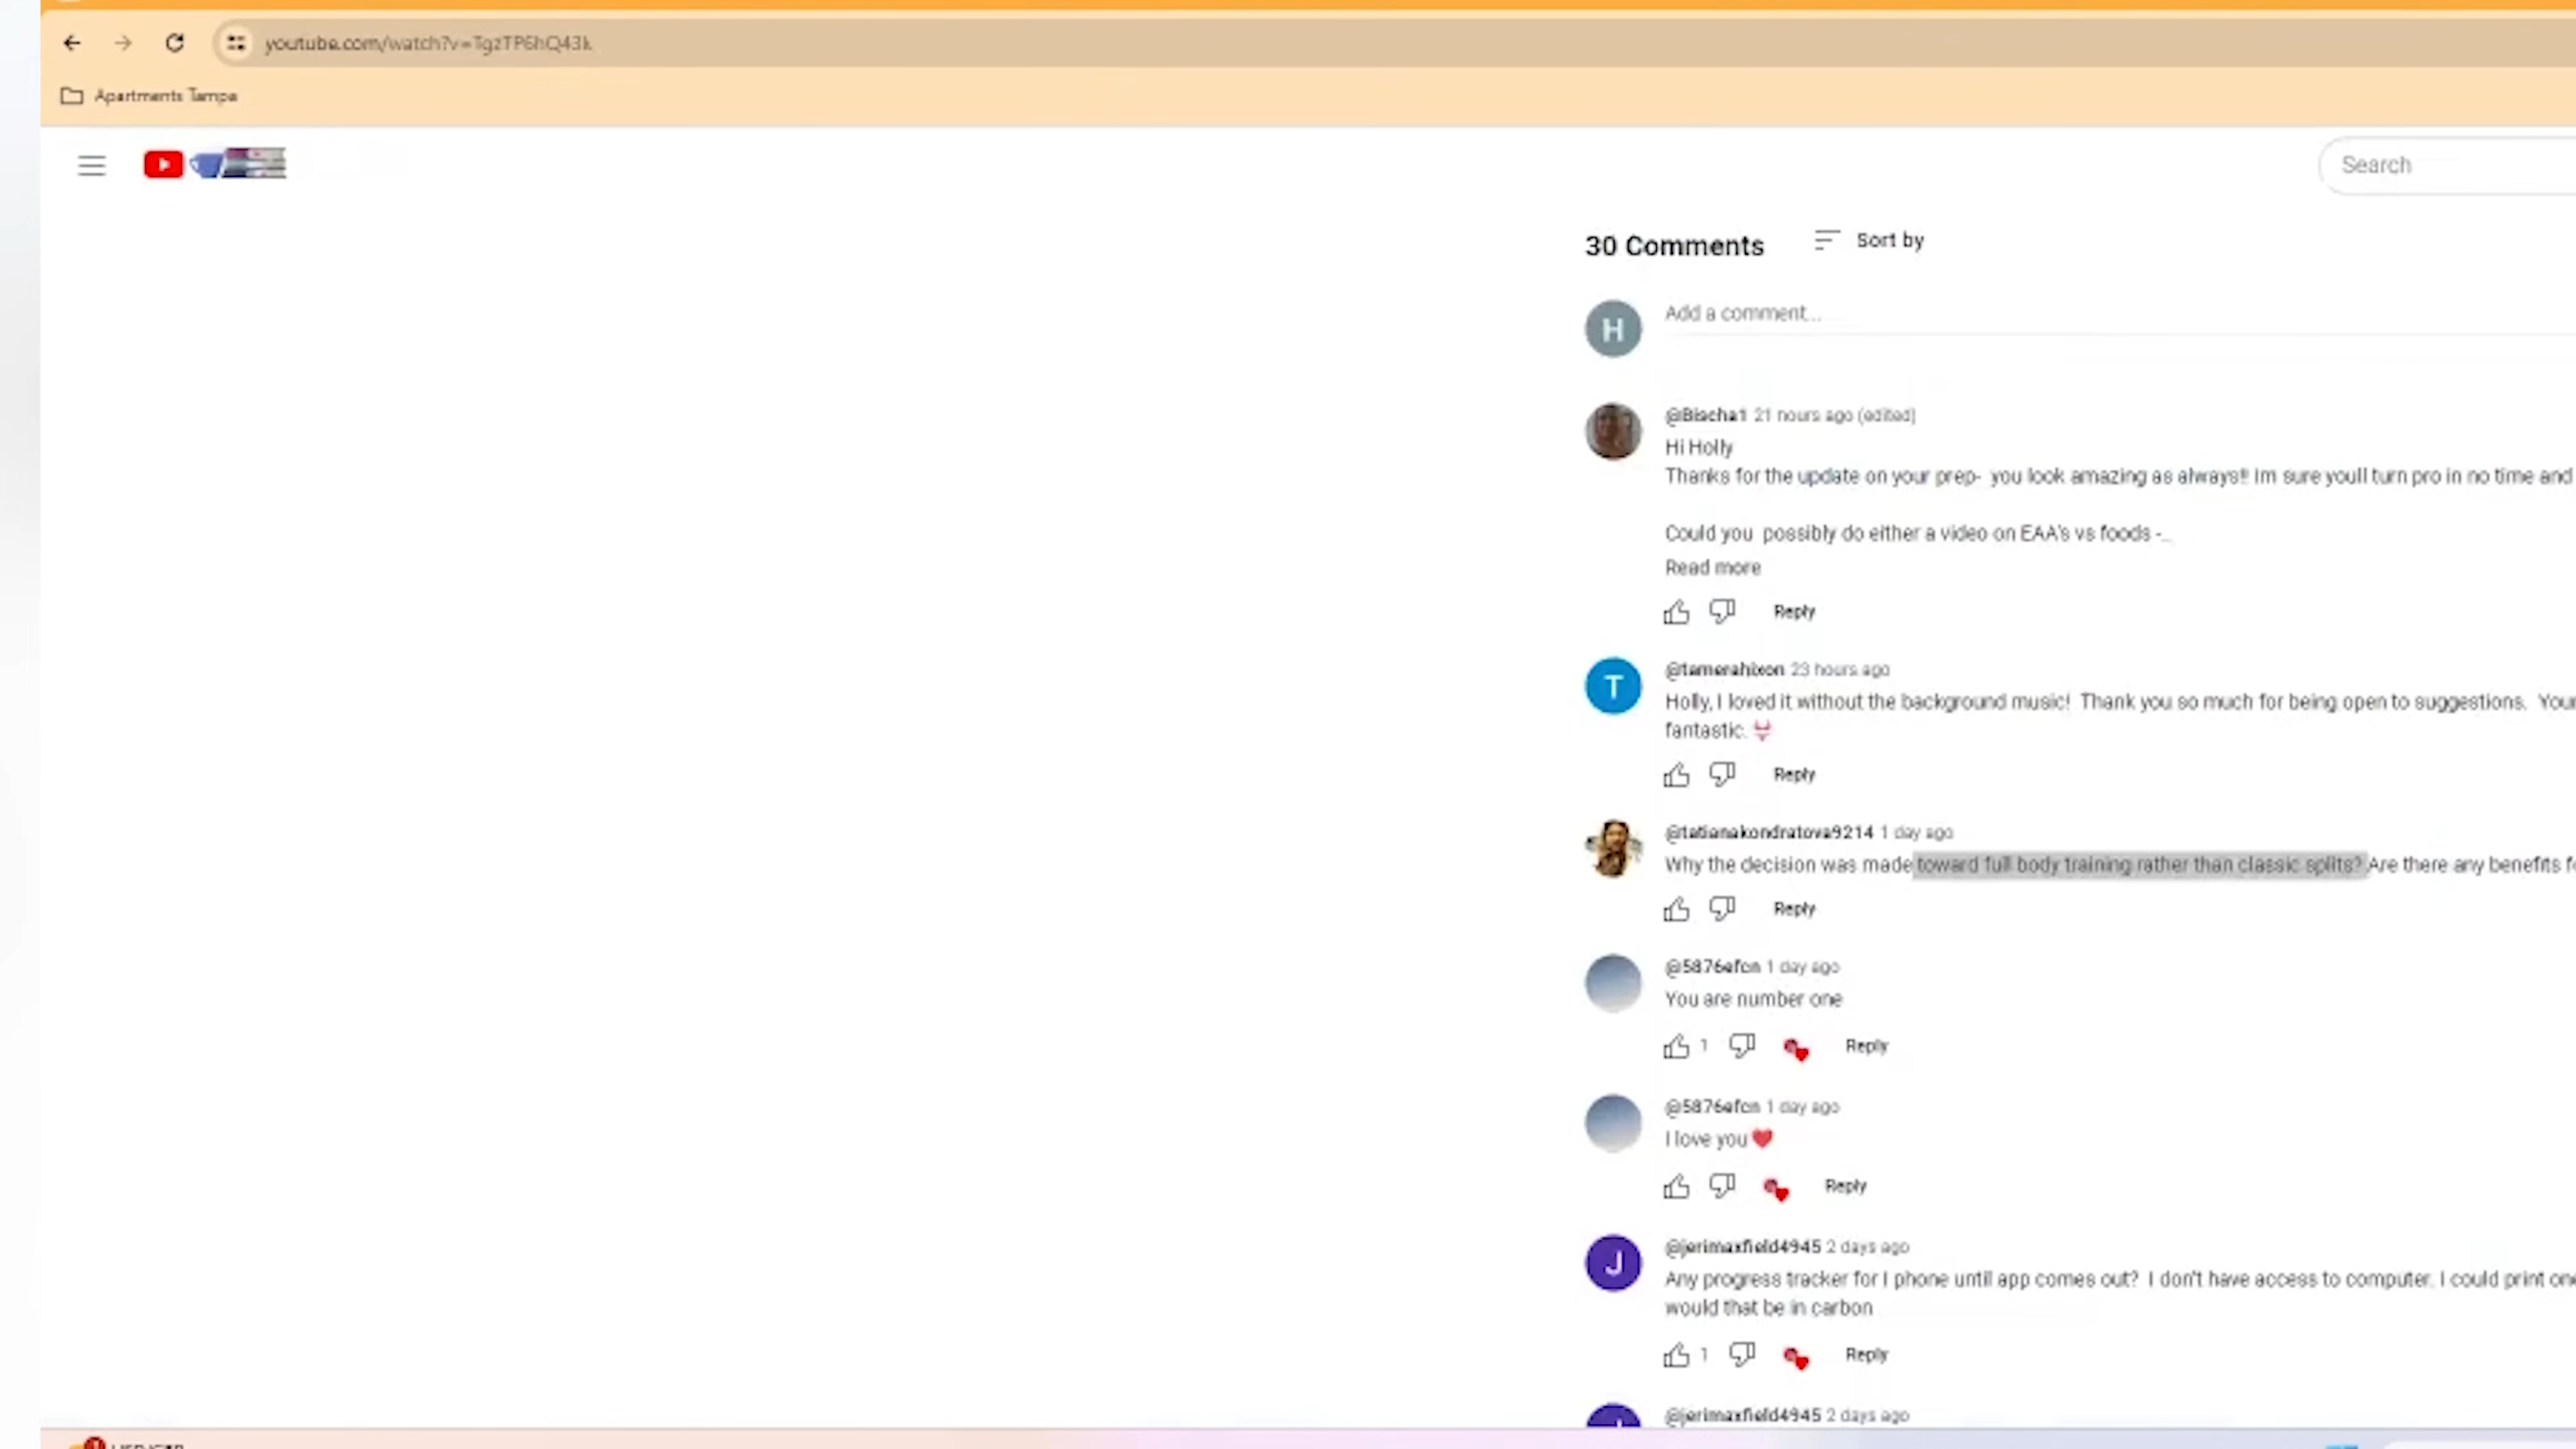 youtube.com/watch?v=TgzTP6hQ43k
Apartments Tampa
Search
30 Comments
Sort by
H
Add a comment...
@Bischa1 21 hours ago (edited)
Hi Holly
Thanks for the update on your prep- you look amazing as always!! Im sure youll turn pro in no time and
Could you possibly do either a video on EAA's vs foods -...
Read more
Reply
T
@tamerahixon 23 hours ago
Holly, I loved it without the background music! Thank you so much for being open to suggestions. Your
fantastic.
Reply
@tatianakondratova9214 1 day ago
Why the decision was made toward full body training rather than classic splits? Are there any benefits
Reply
@5876efcn 1 day ago
You are number one
1 Reply
@5876efcn 1 day ago
I love you
Reply
J
@jerimaxfield4945 2 days ago
Any progress tracker for I phone until app comes out? I don't have access to computer. I could print one
would that be in carbon
1 Reply
@jerimaxfield4945 2 days ago